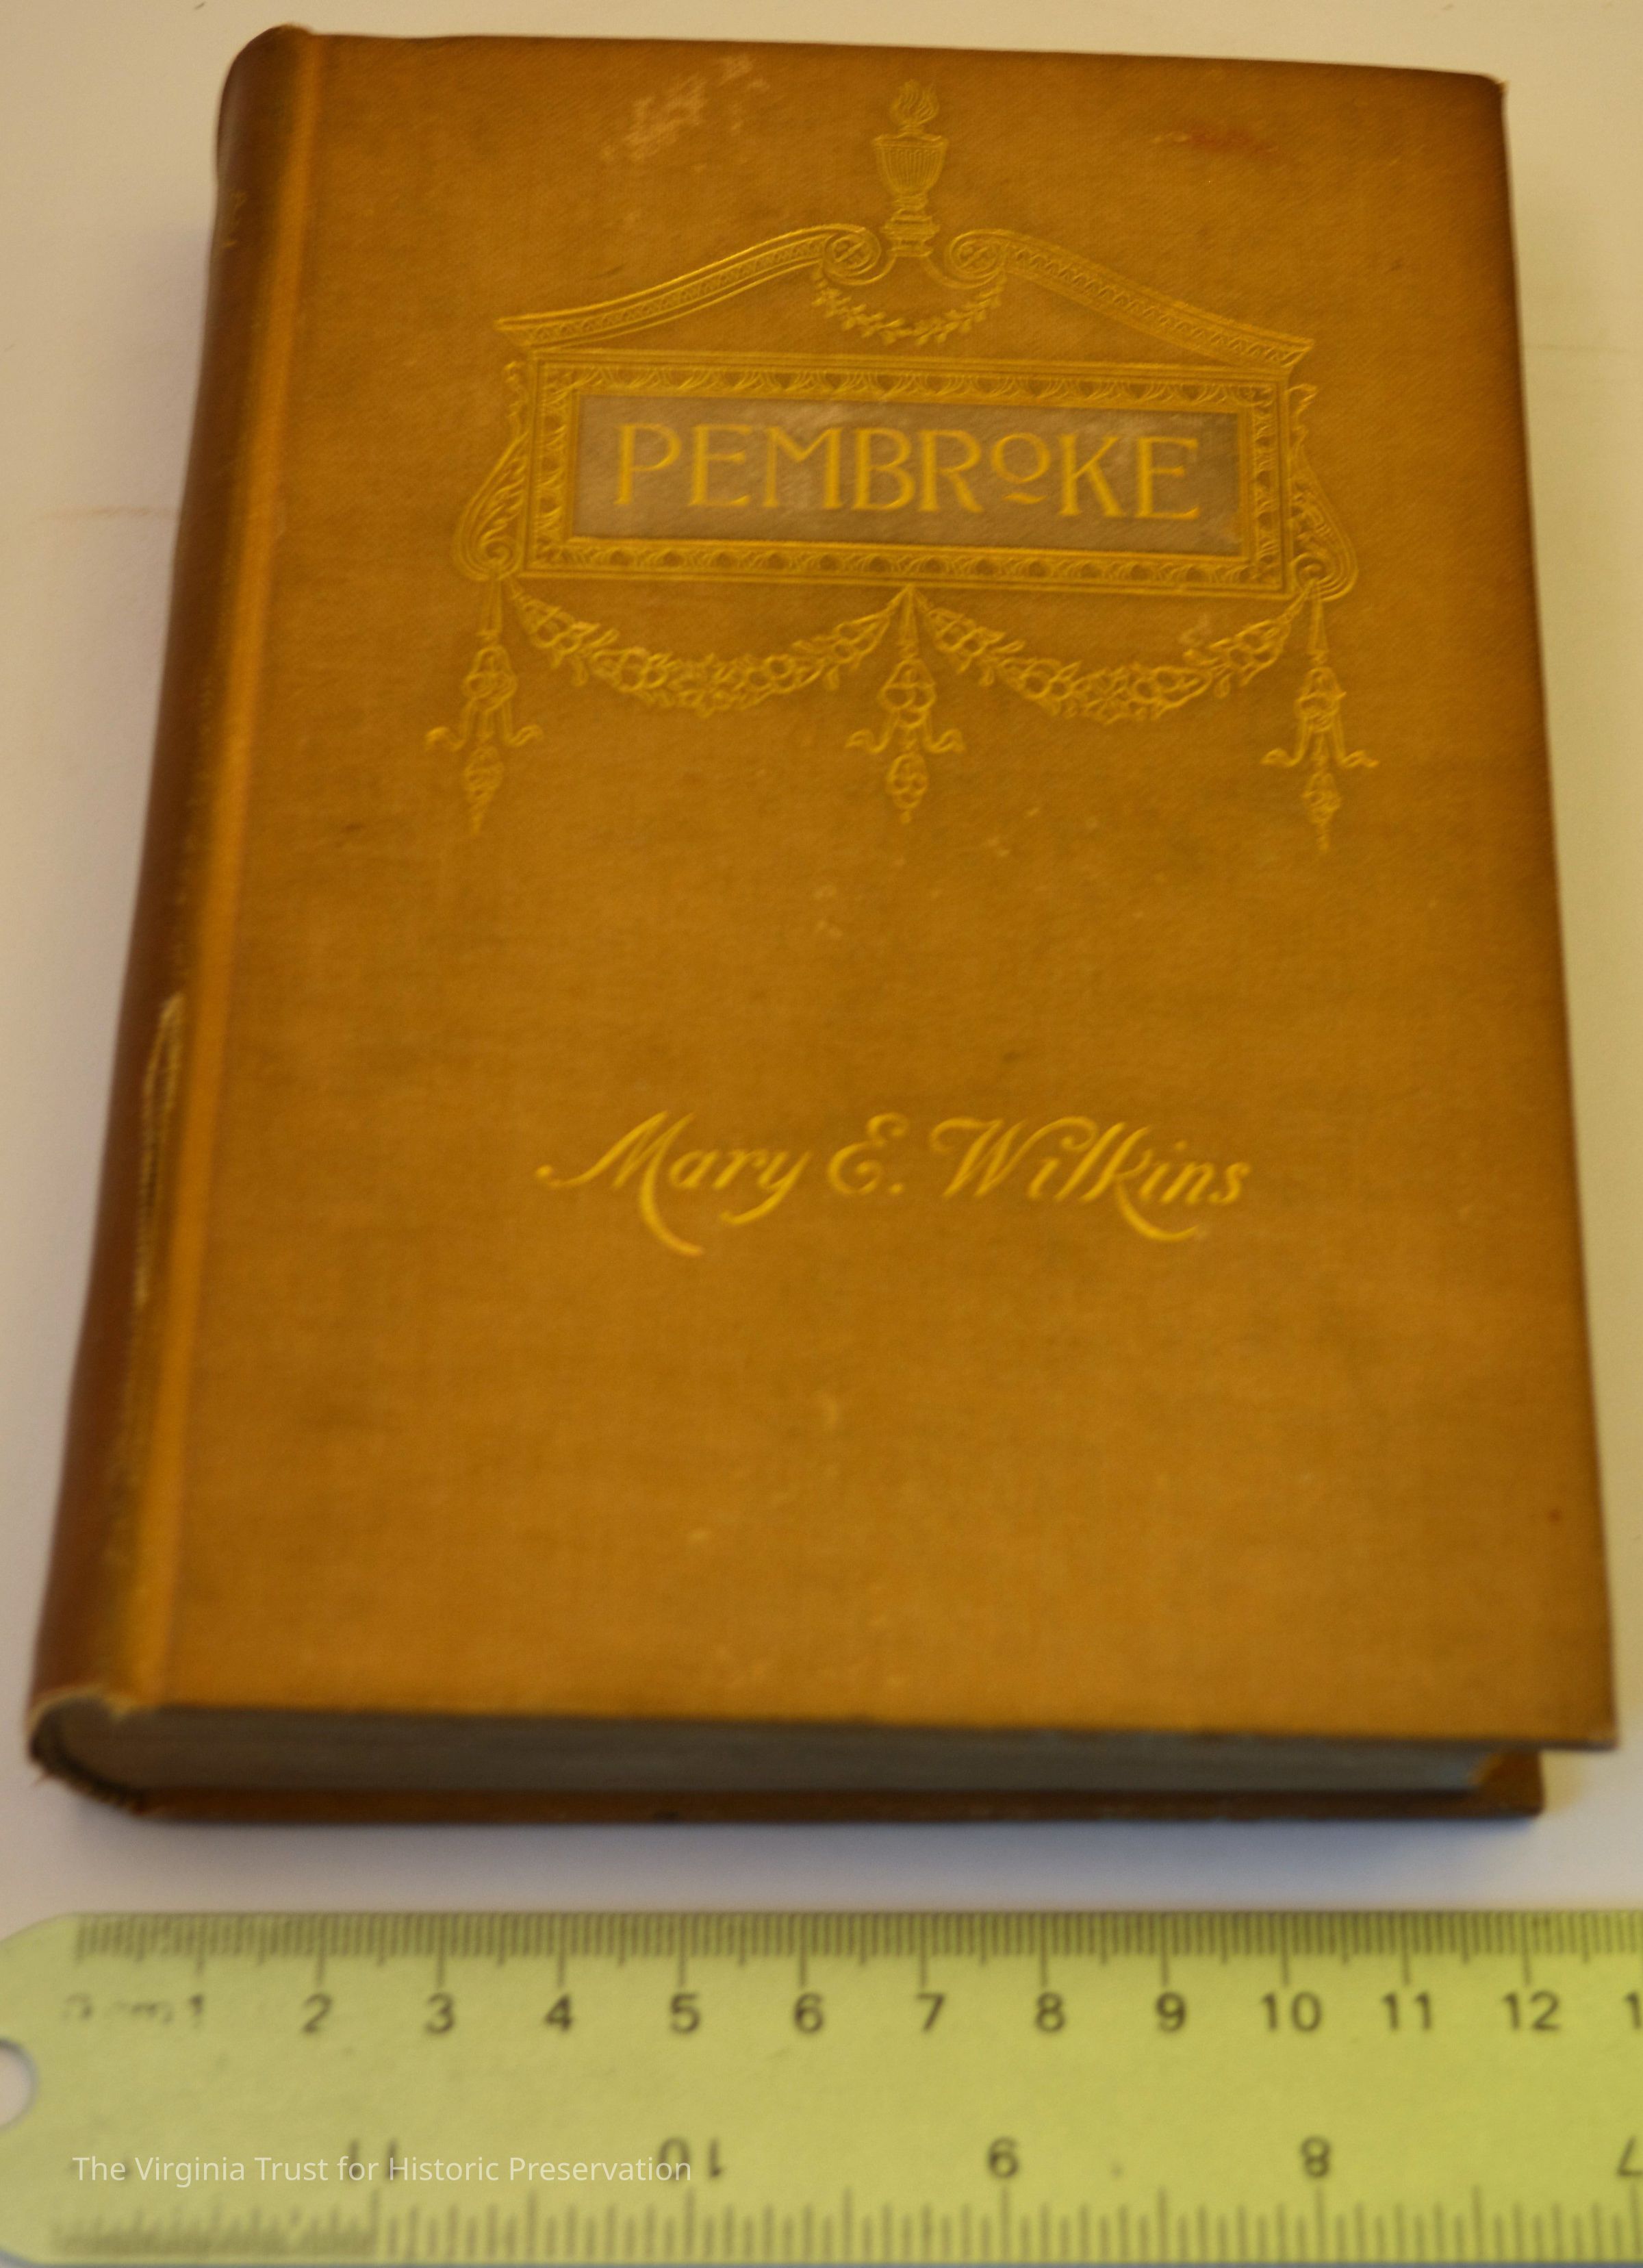 PEMBROKE
Mary E. Wilkins
1 2 3 4 5 6 7 8 9 10 11 12
11 10 9 8 7
The Virginia Trust for Historic Preservation